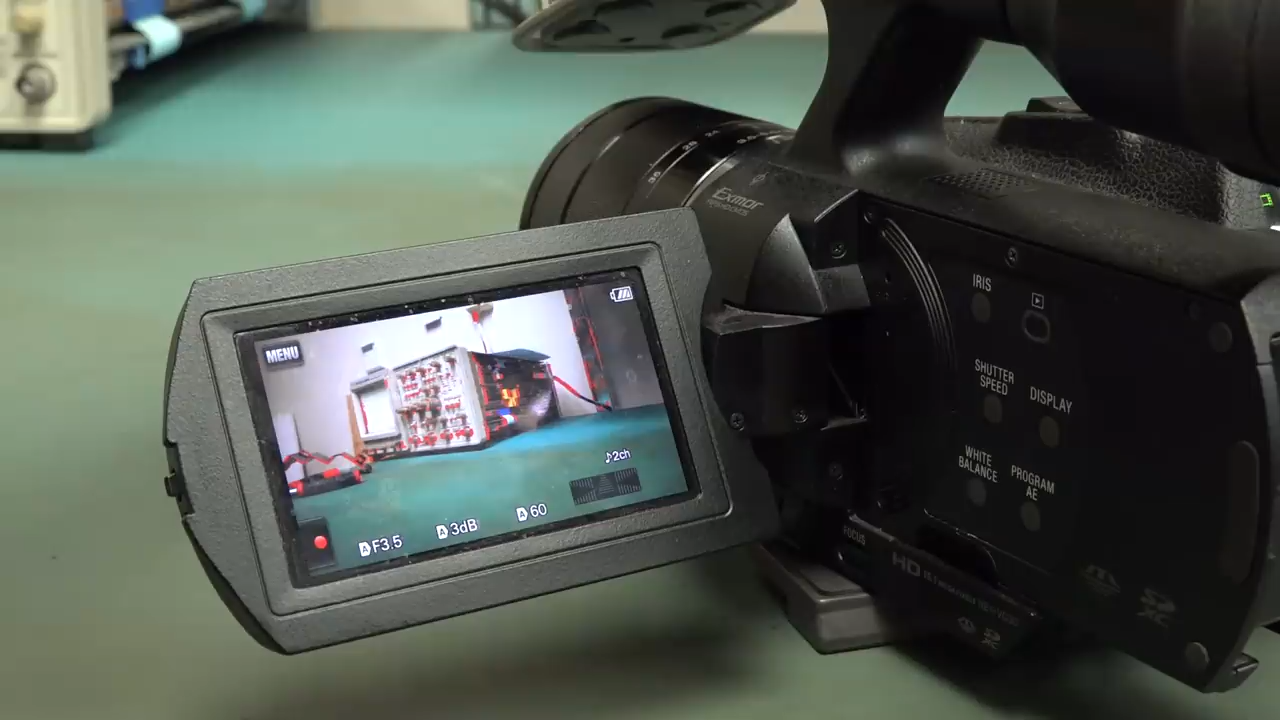 Exmor
IRIS
SHUTTER
SPEED
DISPLAY
WHITE
BALANCE
PROGRAM
AE
FOCUS
HD
MENU
♪2ch
A F3.5
A 3dB
A 60